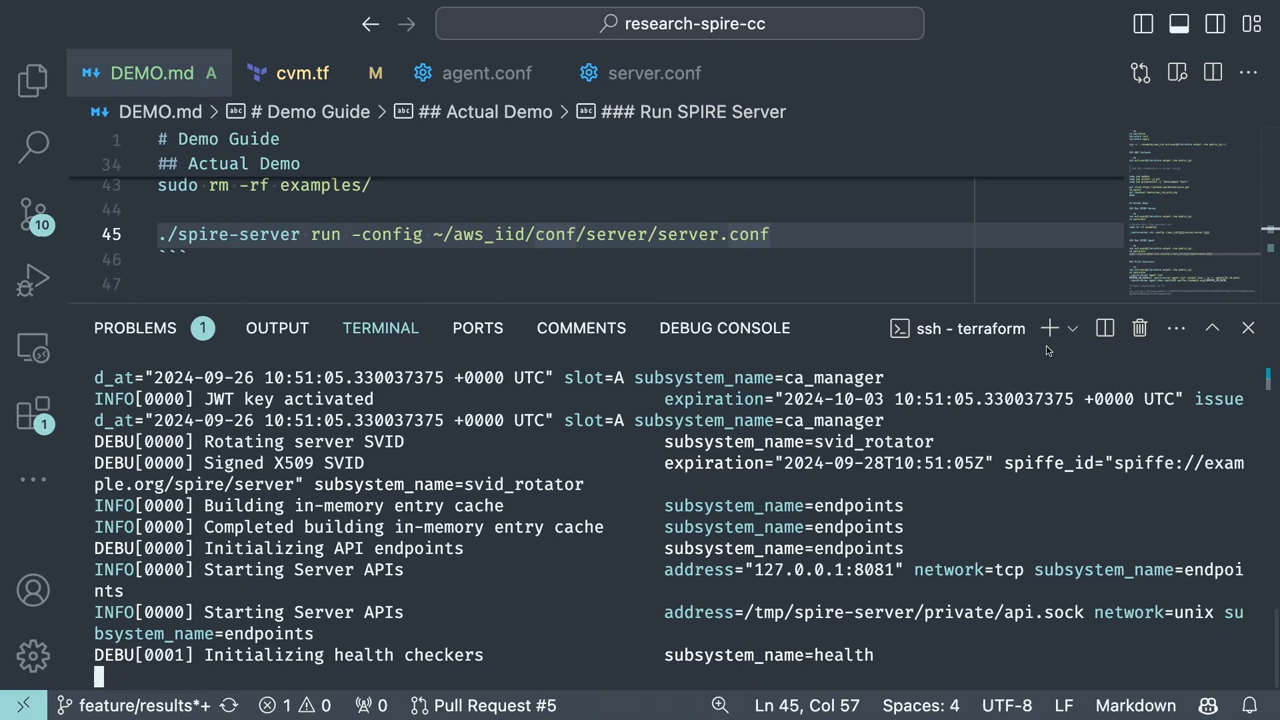 research-spire-cc
DEMO.md A cvm.tf M agent.conf server.conf
DEMO.md > # Demo Guide > ## Actual Demo > ### Run SPIRE Server
1 # Demo Guide
34 ## Actual Demo
43 sudo rm -rf examples/
44
45 ./spire-server run -config ~/aws_iid/conf/server/server.conf
46 ```
47
PROBLEMS 1 OUTPUT TERMINAL PORTS COMMENTS DEBUG CONSOLE ssh - terraform
d_at="2024-09-26 10:51:05.330037375 +0000 UTC" slot=A subsystem_name=ca_manager
INFO[0000] JWT key activated expiration="2024-10-03 10:51:05.330037375 +0000 UTC" issue
d_at="2024-09-26 10:51:05.330037375 +0000 UTC" slot=A subsystem_name=ca_manager
DEBU[0000] Rotating server SVID subsystem_name=svid_rotator
DEBU[0000] Signed X509 SVID expiration="2024-09-28T10:51:05Z" spiffe_id="spiffe://exam
ple.org/spire/server" subsystem_name=svid_rotator
INFO[0000] Building in-memory entry cache subsystem_name=endpoints
INFO[0000] Completed building in-memory entry cache subsystem_name=endpoints
DEBU[0000] Initializing API endpoints subsystem_name=endpoints
INFO[0000] Starting Server APIs address="127.0.0.1:8081" network=tcp subsystem_name=endpoi
nts
INFO[0000] Starting Server APIs address=/tmp/spire-server/private/api.sock network=unix su
bsystem_name=endpoints
DEBU[0001] Initializing health checkers subsystem_name=health
10
1
feature/results*+ 1 0 0 Pull Request #5 Ln 45, Col 57 Spaces: 4 UTF-8 LF Markdown